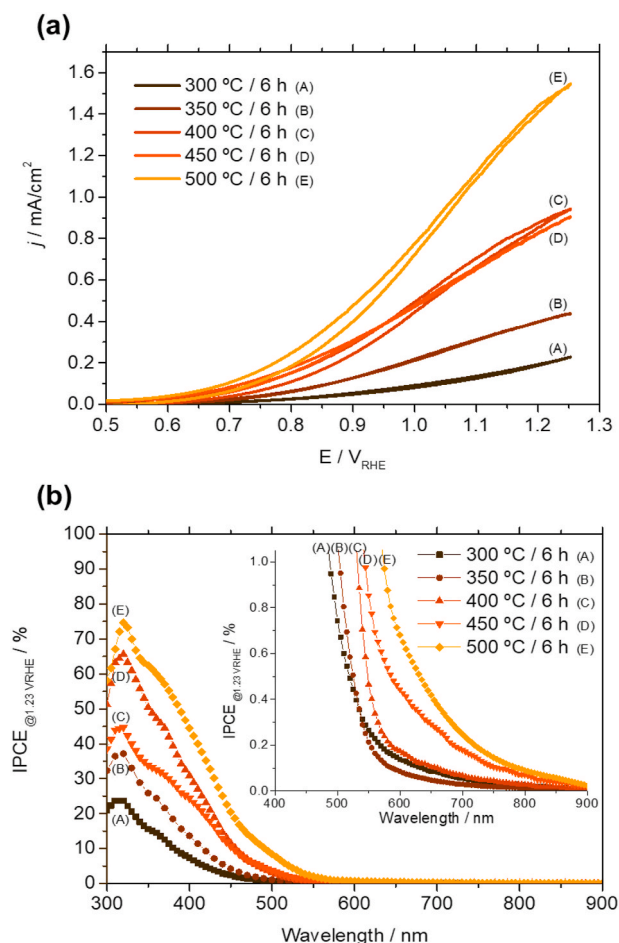 (a)
300 ºC / 6 h (A)
350 ºC / 6 h (B)
400 ºC / 6 h (C)
450 ºC / 6 h (D)
500 ºC / 6 h (E)
j / mA/cm²
1.6
1.4
1.2
1.0
0.8
0.6
0.4
0.2
0.0
(E)
(C)
(D)
(B)
(A)
0.5 0.6 0.7 0.8 0.9 1.0 1.1 1.2 1.3
E / V_RHE
(b)
IPCE @1.23 VRHE / %
100
90
80
70
60
50
40
30
20
10
0
(E)
(D)
(C)
(B)
(A)
IPCE @1.23 VRHE / %
1.0
0.8
0.6
0.4
0.2
0.0
(A) (B) (C)
(D) (E)
300 ºC / 6 h (A)
350 ºC / 6 h (B)
400 ºC / 6 h (C)
450 ºC / 6 h (D)
500 ºC / 6 h (E)
400 500 600 700 800 900
Wavelength / nm
300 400 500 600 700 800 900
Wavelength / nm